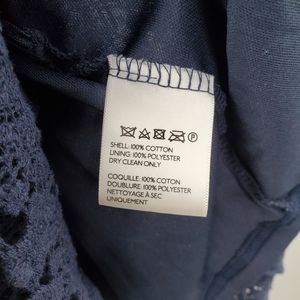 P
SHELL: 100% COTTON
LINING: 100% POLYESTER
DRY CLEAN ONLY
COQUILLE: 100% COTON
DOUBLURE: 100% POLYESTER
NETTOYAGE À SEC
UNIQUEMENT